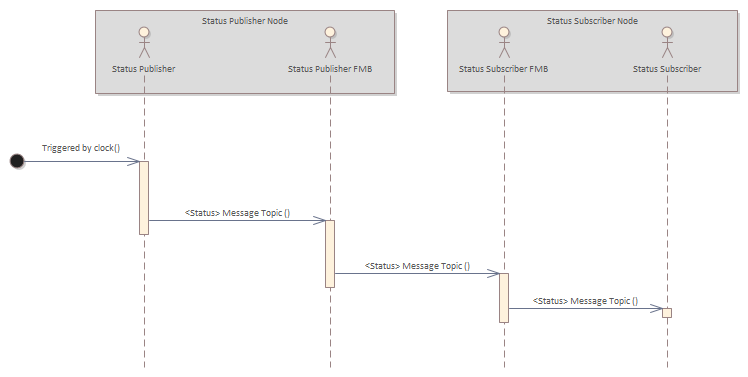 Status Publisher Node
Status Subscriber Node
Status Publisher
Status Publisher FMB
Status Subscriber FMB
Status Subscriber
Triggered by clock()
<Status> Message Topic ()
<Status> Message Topic ()
<Status> Message Topic ()